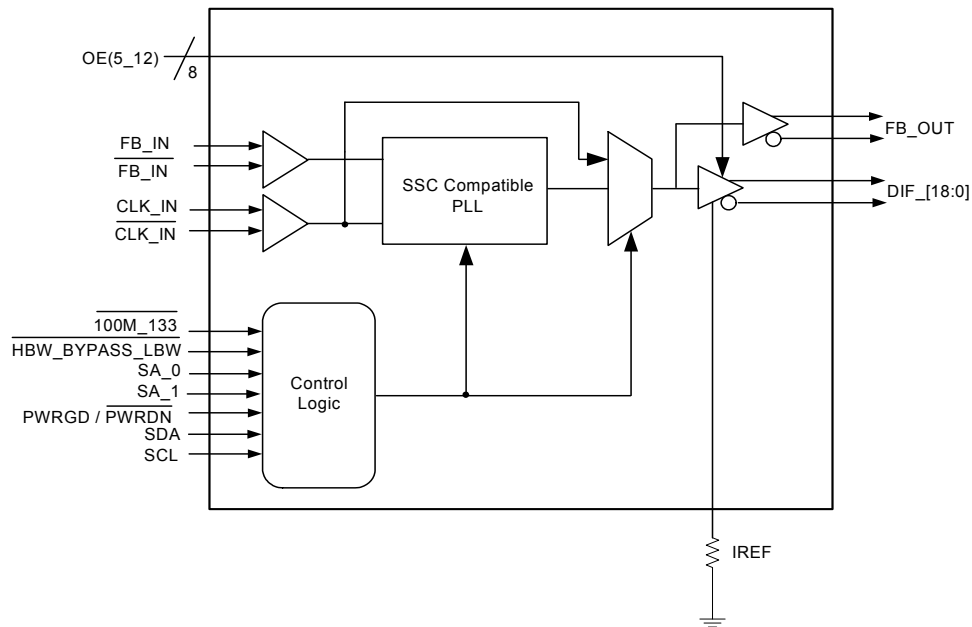 OE(5_12)
8
FB_IN
FB_IN
CLK_IN
CLK_IN
SSC Compatible
PLL
FB_OUT
DIF_[18:0]
100M_133
HBW_BYPASS_LBW
SA_0
SA_1
PWRGD / PWRDN
SDA
SCL
Control
Logic
IREF